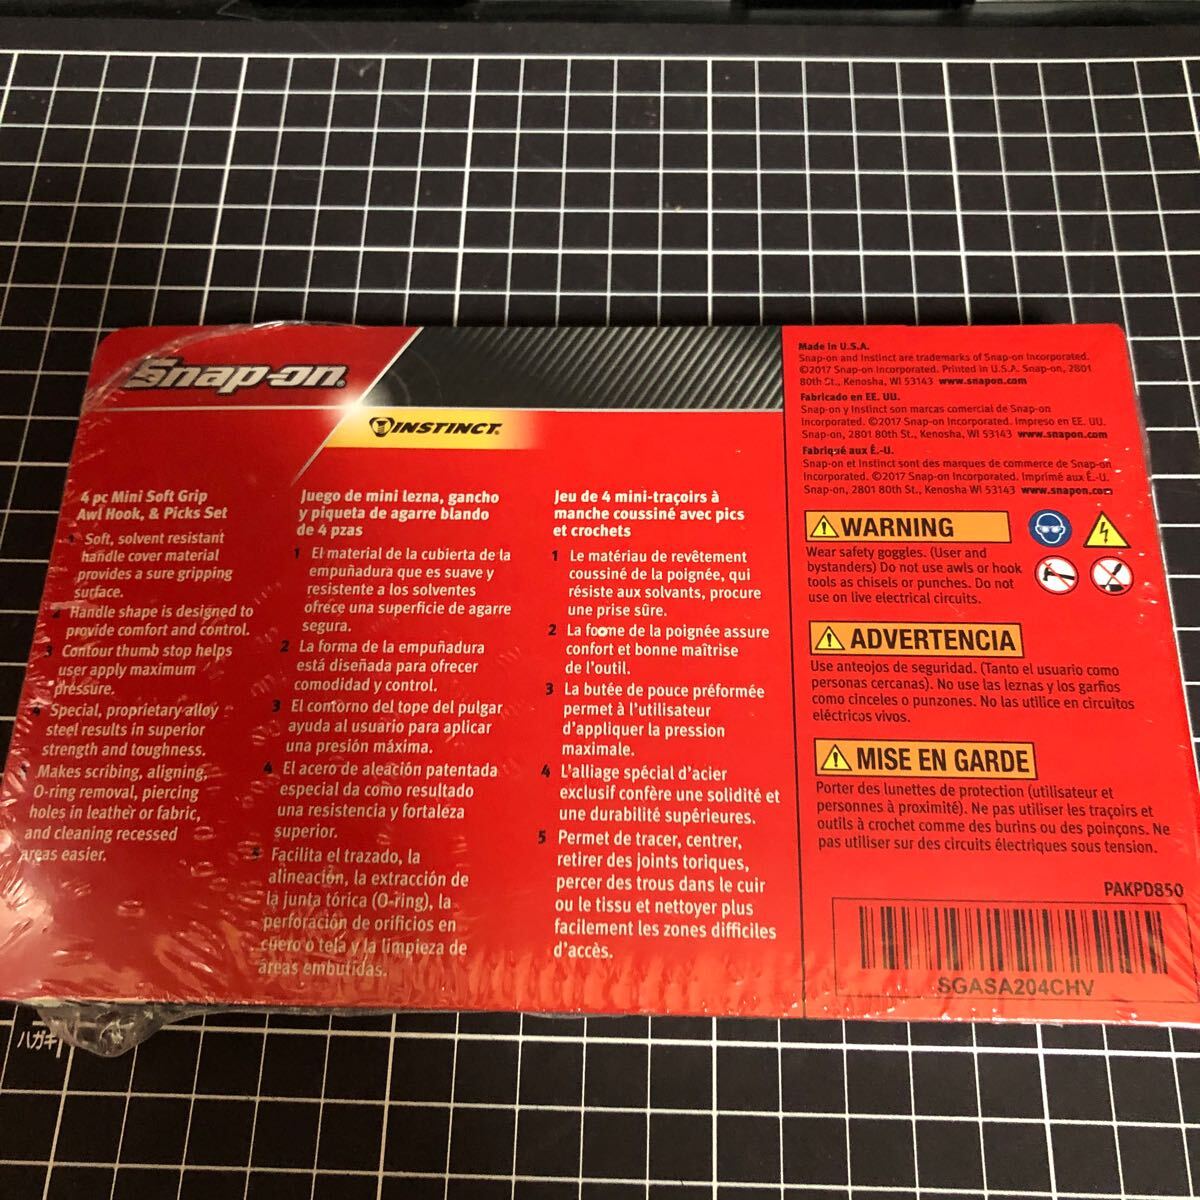 Snap-on
INSTINCT
4 pc Mini Soft Grip
Awl Hook, & Picks Set
1 Soft, solvent resistant
handle cover material
provides a sure gripping
surface.
2 Handle shape is designed to
provide comfort and control.
3 Contour thumb stop helps
user apply maximum
pressure.
4 Special, proprietary alloy
steel results in superior
strength and toughness.
Makes scribing, aligning,
O-ring removal, piercing
holes in leather or fabric,
and cleaning recessed
areas easier.
Juego de mini lezna, gancho
y piqueta de agarre blando
de 4 pzas
1 El material de la cubierta de la
empuñadura que es suave y
resistente a los solventes
ofrece una superficie de agarre
segura.
2 La forma de la empuñadura
está diseñada para ofrecer
comodidad y control.
3 El contorno del tope del pulgar
ayuda al usuario para aplicar
una presión máxima.
4 El acero de aleación patentada
especial da como resultado
una resistencia y fortaleza
superior.
5 Facilita el trazado, la
alineación, la extracción de
la junta tórica (O-ring), la
perforación de orificios en
cuero o tela y la limpieza de
áreas embutidas.
Jeu de 4 mini-traçoirs à
manche coussiné avec pics
et crochets
1 Le matériau de revêtement
coussiné de la poignée, qui
résiste aux solvants, procure
une prise sûre.
2 La forme de la poignée assure
confort et bonne maîtrise
de l'outil.
3 La butée de pouce préformée
permet à l'utilisateur
d'appliquer la pression
maximale.
4 L'alliage spécial d'acier
exclusif confère une solidité et
une durabilité supérieures.
5 Permet de tracer, centrer,
retirer des joints toriques,
percer des trous dans le cuir
ou le tissu et nettoyer plus
facilement les zones difficiles
d'accès.
Made in U.S.A.
Snap-on and Instinct are trademarks of Snap-on Incorporated.
©2017 Snap-on Incorporated. Printed in U.S.A. Snap-on, 2801
80th St., Kenosha, WI 53143 www.snapon.com
Fabricado en EE. UU.
Snap-on y Instinct son marcas comercial de Snap-on
Incorporated. ©2017 Snap-on Incorporated. Impreso en EE. UU.
Snap-on, 2801 80th St., Kenosha, WI 53143 www.snapon.com
Fabriqué aux É.-U.
Snap-on et Instinct sont des marques de commerce de Snap-on
Incorporated. ©2017 Snap-on Incorporated. Imprimé aux É.-U.
Snap-on, 2801 80th St., Kenosha WI 53143 www.snapon.com
WARNING
Wear safety goggles. (User and
bystanders) Do not use awls or hook
tools as chisels or punches. Do not
use on live electrical circuits.
ADVERTENCIA
Use anteojos de seguridad. (Tanto el usuario como
personas cercanas). No use las leznas y los garfios
como cinceles o punzones. No las utilice en circuitos
eléctricos vivos.
MISE EN GARDE
Porter des lunettes de protection (utilisateur et
personnes à proximité). Ne pas utiliser les traçoirs et
outils à crochet comme des burins ou des poinçons. Ne
pas utiliser sur des circuits électriques sous tension.
PAKPD850
SGASA204CHV
ハガキ